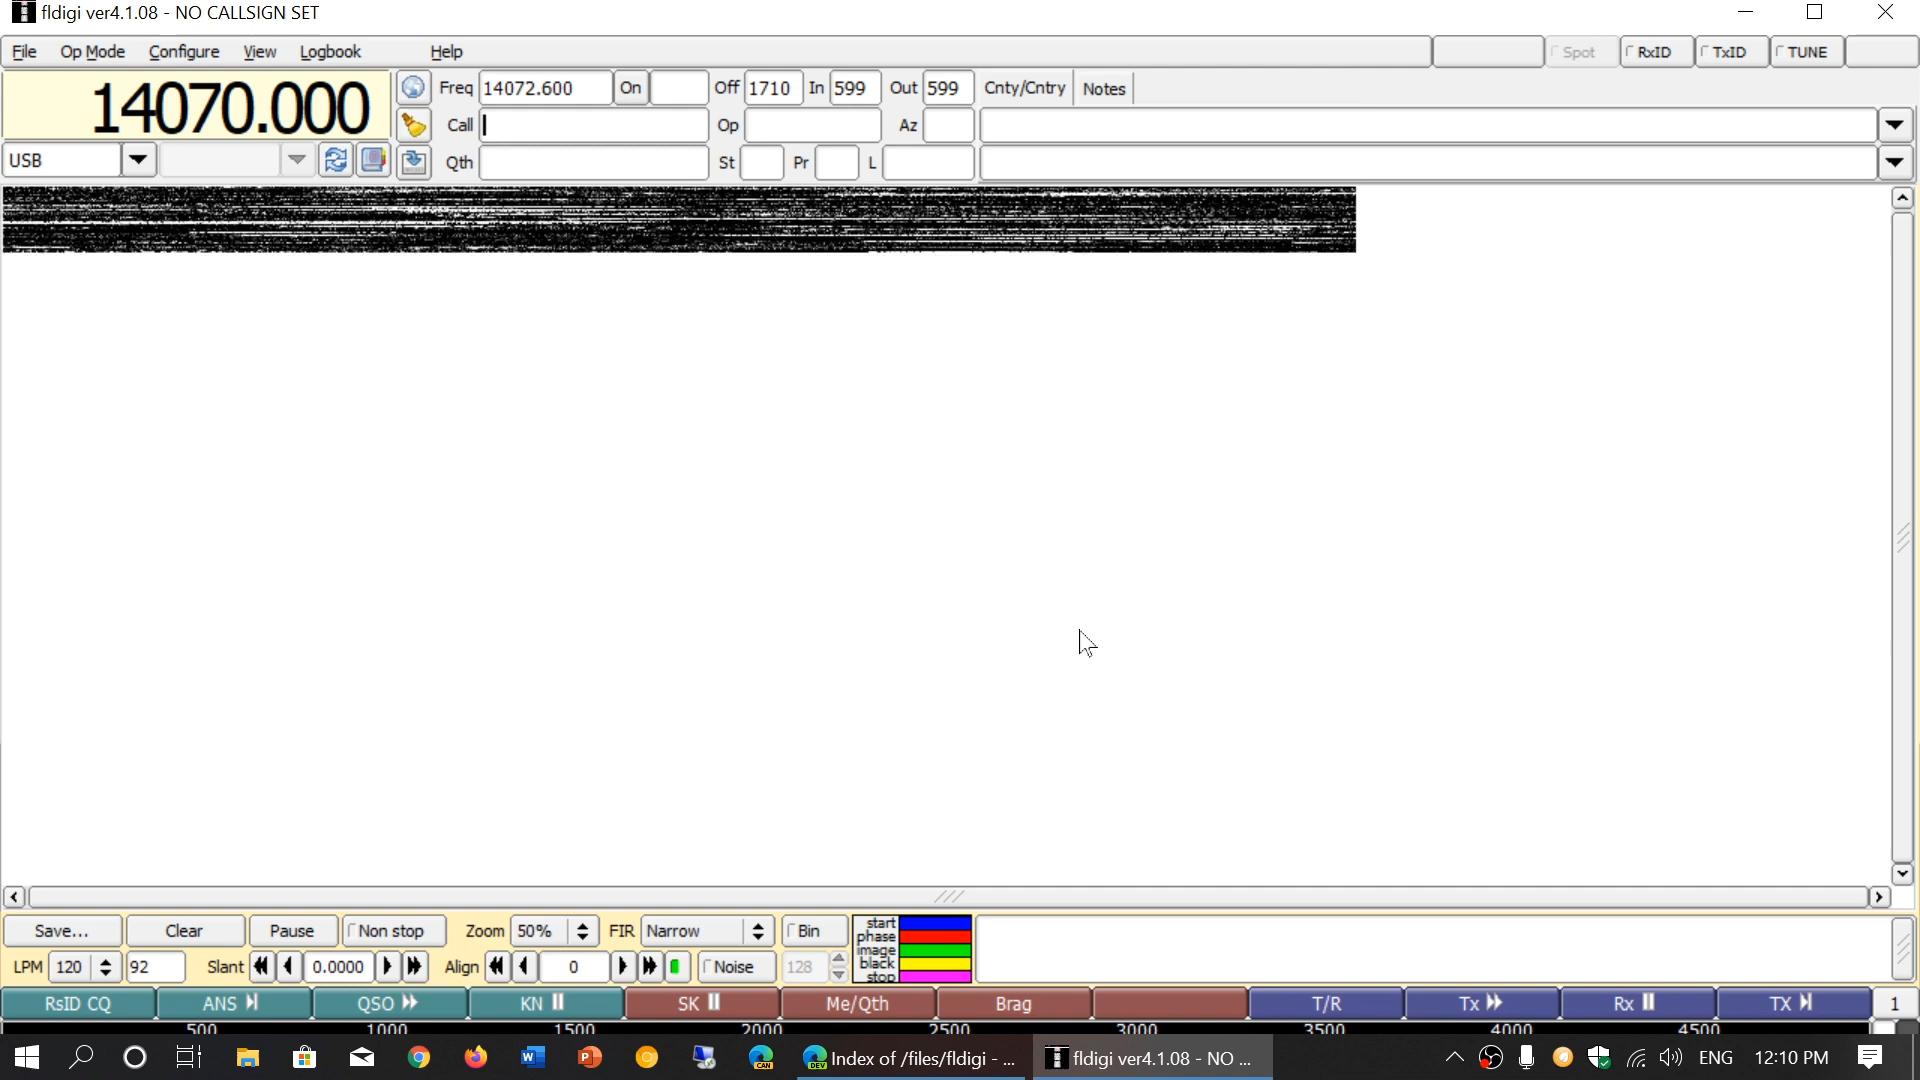 fldigi ver4.1.08 - NO CALLSIGN SET
File Op Mode Configure View Logbook Help Spot RxID TxID TUNE
14070.000
Freq 14072.600 On Off 1710 In 599 Out 599 Cnty/Cntry Notes
Call Op Az
USB Qth St Pr L
Save... Clear Pause Non stop Zoom 50% FIR Narrow Bin
start
phase
image
black
stop
LPM 120 92 Slant 0.0000 Align 0 Noise 128
RsID CQ ANS QSO KN SK Me/Qth Brag T/R Tx Rx TX 1
500 1000 1500 2000 2500 3000 3500 4000 4500
CAN DEV Index of /files/fldigi - ... fldigi ver4.1.08 - NO ... ENG 12:10 PM